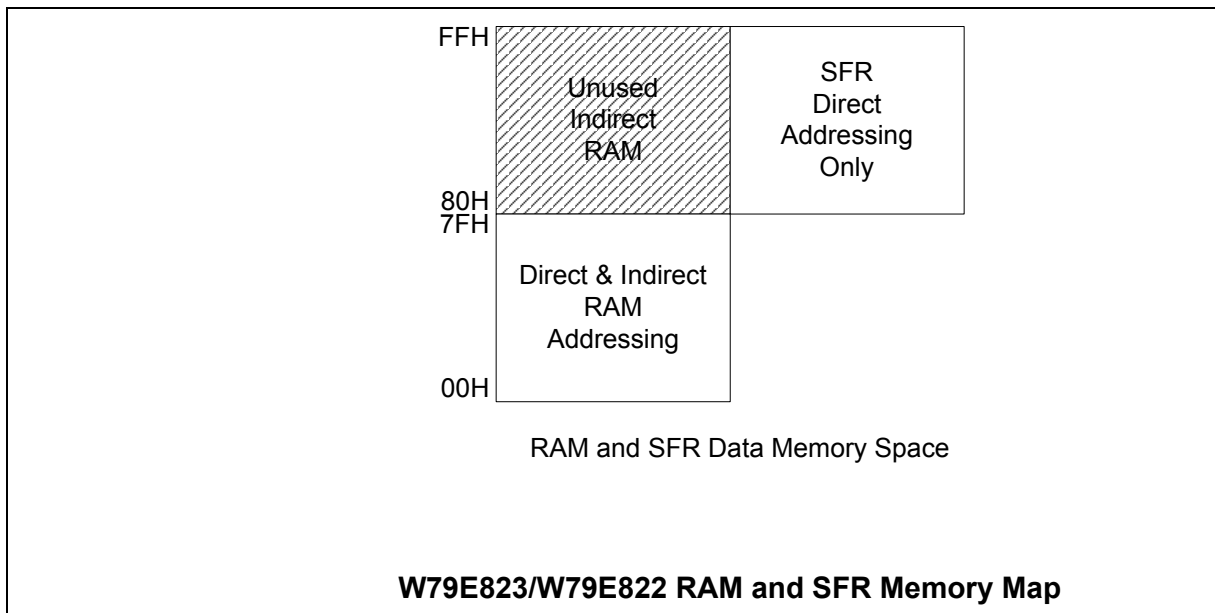 FFH
Unused
Indirect
RAM
SFR
Direct
Addressing
Only
80H
7FH
Direct & Indirect
RAM
Addressing
00H
RAM and SFR Data Memory Space
W79E823/W79E822 RAM and SFR Memory Map